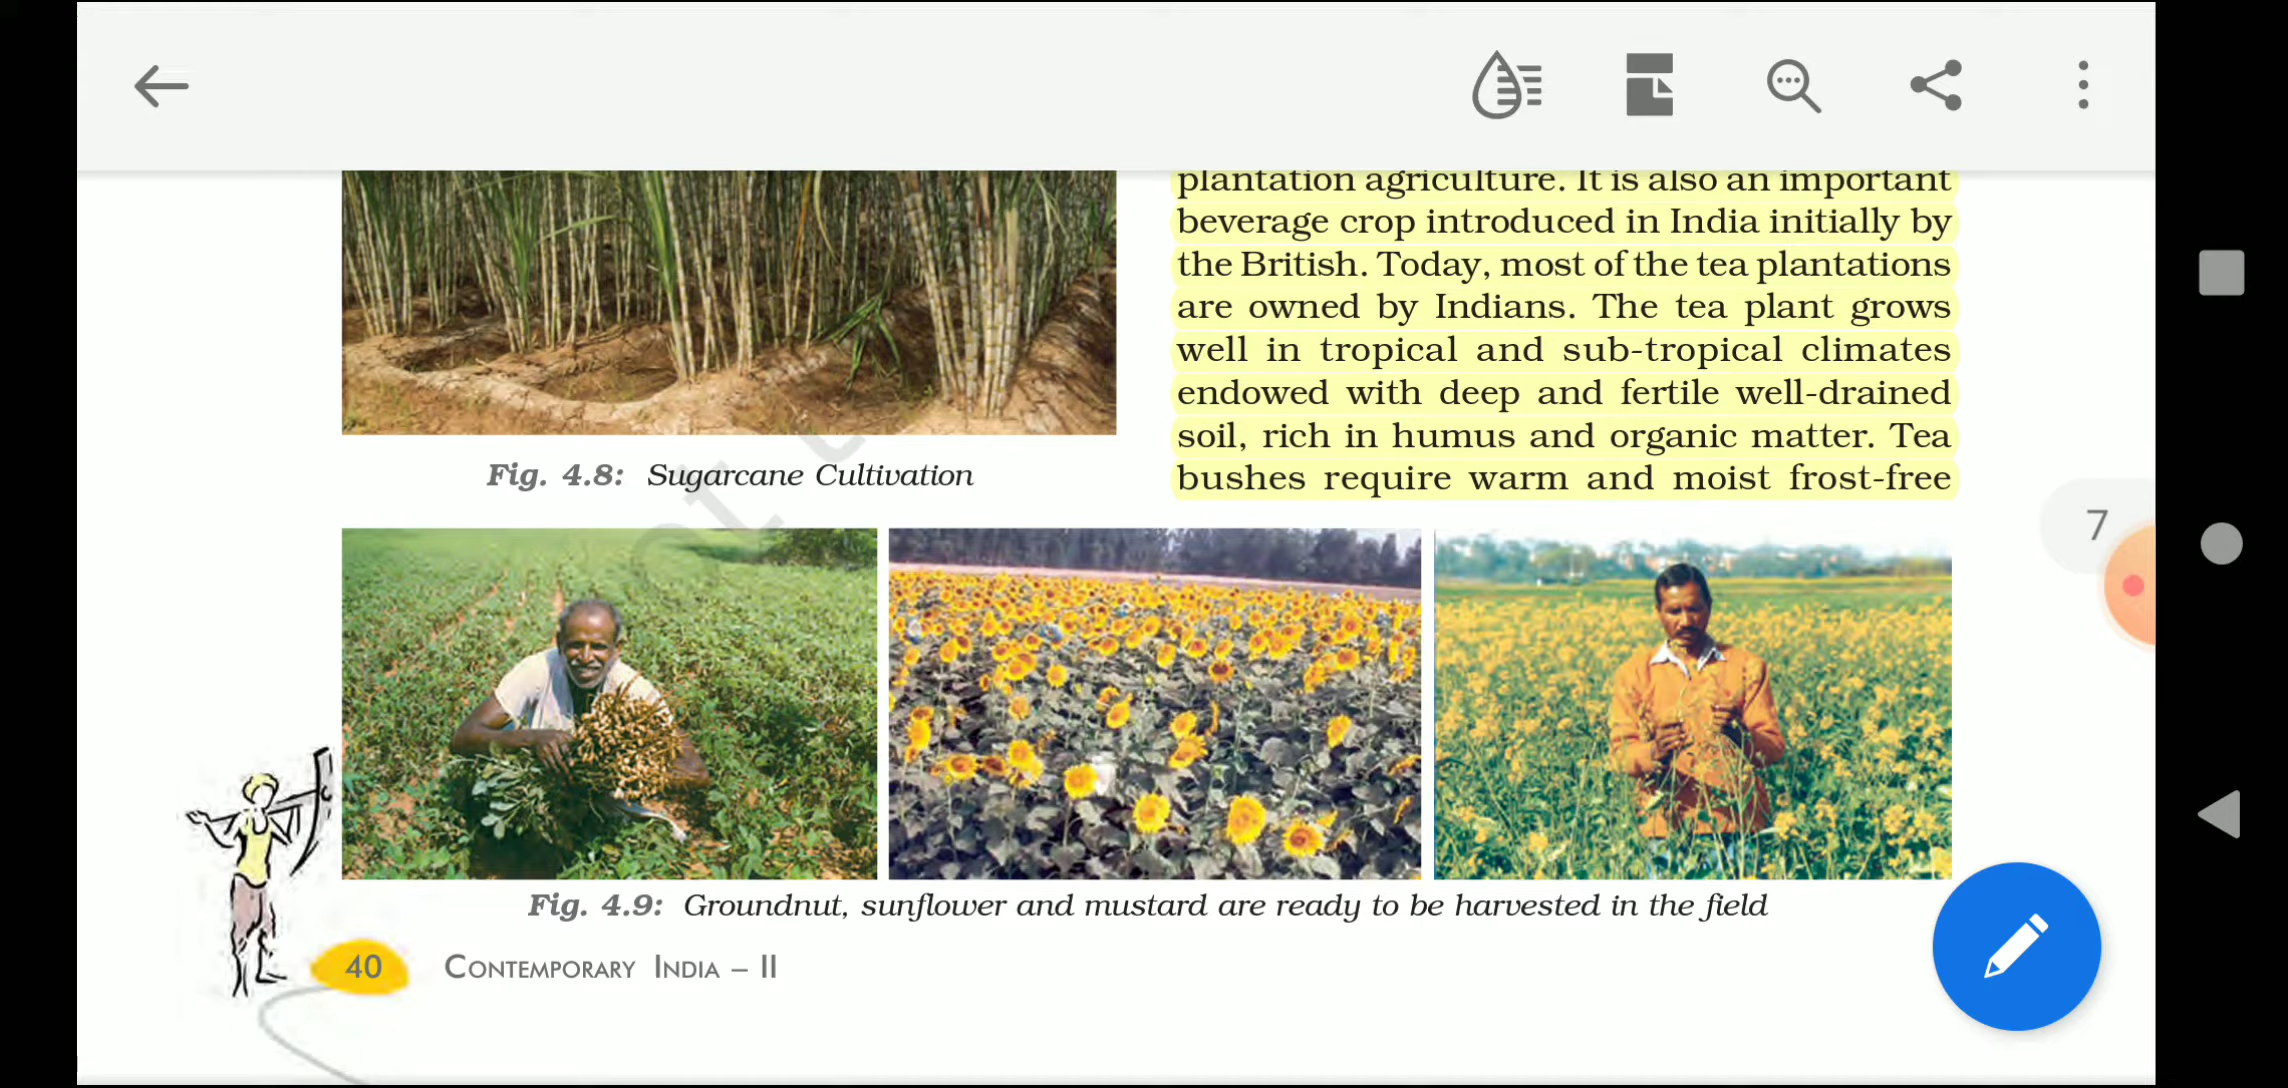 plantation agriculture. It is also an important
beverage crop introduced in India initially by
the British. Today, most of the tea plantations
are owned by Indians. The tea plant grows
well in tropical and sub-tropical climates
endowed with deep and fertile well-drained
soil, rich in humus and organic matter. Tea
bushes require warm and moist frost-free
Fig. 4.8: Sugarcane Cultivation
7
Fig. 4.9: Groundnut, sunflower and mustard are ready to be harvested in the field
40 CONTEMPORARY INDIA – II